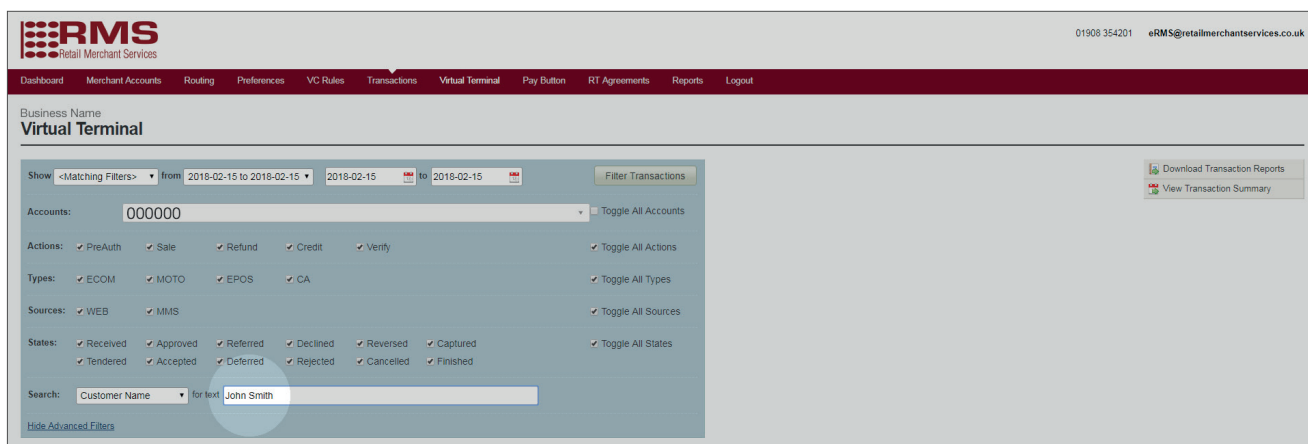 RMS
Retail Merchant Services
01908 354201 eRMS@retailmerchantservices.co.uk
Dashboard Merchant Accounts Routing Preferences VC Rules Transactions Virtual Terminal Pay Button RT Agreements Reports Logout
Business Name
Virtual Terminal
Show <Matching Filters> from 2018-02-15 to 2018-02-15 2018-02-15 to 2018-02-15 Filter Transactions
Download Transaction Reports
View Transaction Summary
Accounts: 000000 Toggle All Accounts
Actions: PreAuth Sale Refund Credit Verify Toggle All Actions
Types: ECOM MOTO EPOS CA Toggle All Types
Sources: WEB MMS Toggle All Sources
States: Received Approved Referred Declined Reversed Captured Toggle All States
Tendered Accepted Deferred Rejected Cancelled Finished
Search: Customer Name for text John Smith
Hide Advanced Filters